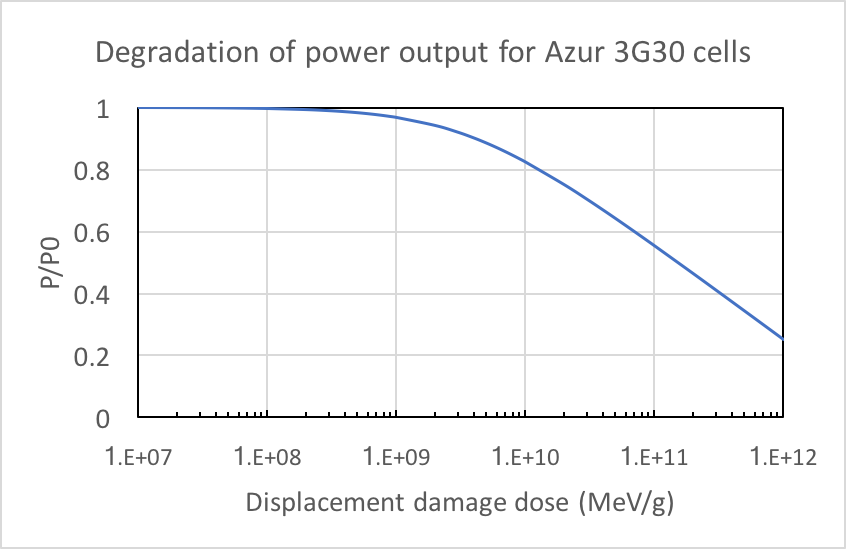 Degradation of power output for Azur 3G30 cells
1
0.8
0.6
0.4
0.2
0
P/P0
1.E+07 1.E+08 1.E+09 1.E+10 1.E+11 1.E+12
Displacement damage dose (MeV/g)